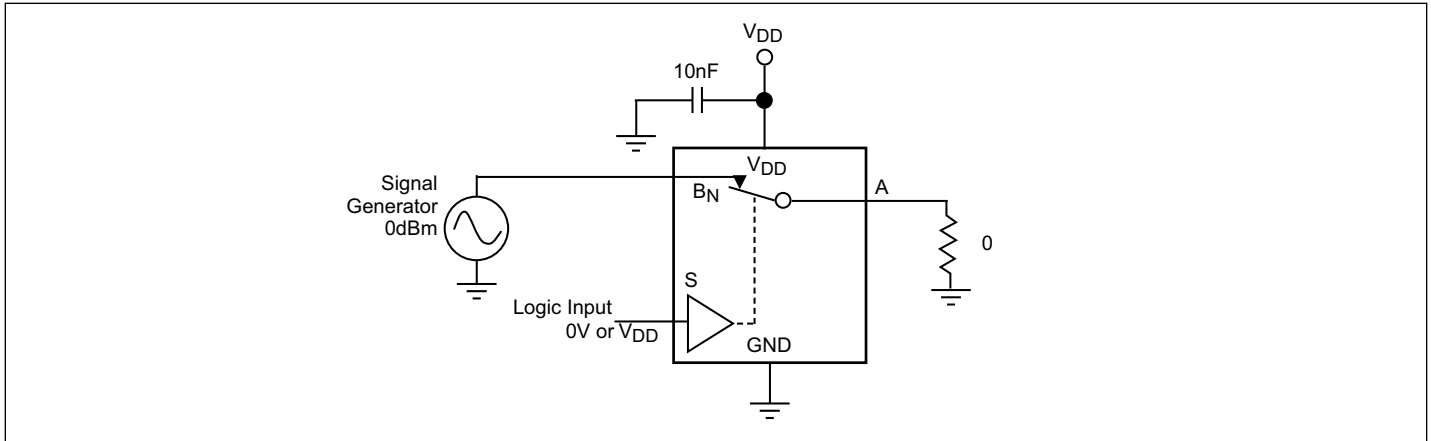 VDD
10nF
VDD
BN
A
Signal
Generator
0dBm
0
S
Logic Input
0V or VDD
GND